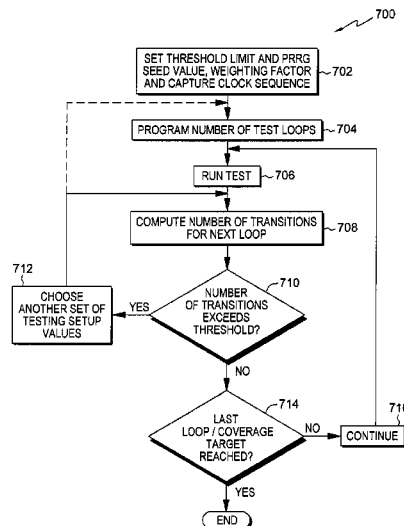 700
SET THRESHOLD LIMIT AND PRRG
SEED VALUE, WEIGHTING FACTOR
AND CAPTURE CLOCK SEQUENCE
702
PROGRAM NUMBER OF TEST LOOPS
704
RUN TEST
706
COMPUTE NUMBER OF TRANSITIONS
FOR NEXT LOOP
708
712
CHOOSE
ANOTHER SET OF
TESTING SETUP
VALUES
YES
710
NUMBER
OF TRANSITIONS
EXCEEDS
THRESHOLD?
NO
714
LAST
LOOP / COVERAGE
TARGET
REACHED?
NO
716
CONTINUE
YES
END